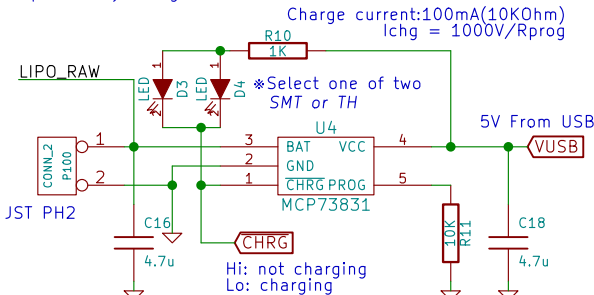 Charge current:100mA(10KOhm)
Ichg = 1000V/Rprog
R10
1K
LIPO_RAW
1
1
LED
D3
LED
D4
2
2
※Select one of two
SMT or TH
5V From USB
U4
CONN_2
P100
1
3
BAT
VCC
4
VUSB
2
GND
2
1
CHRG
PROG
5
MCP73831
JST PH2
C16
10K
R11
C18
CHRG
4.7u
4.7u
Hi: not charging
Lo: charging